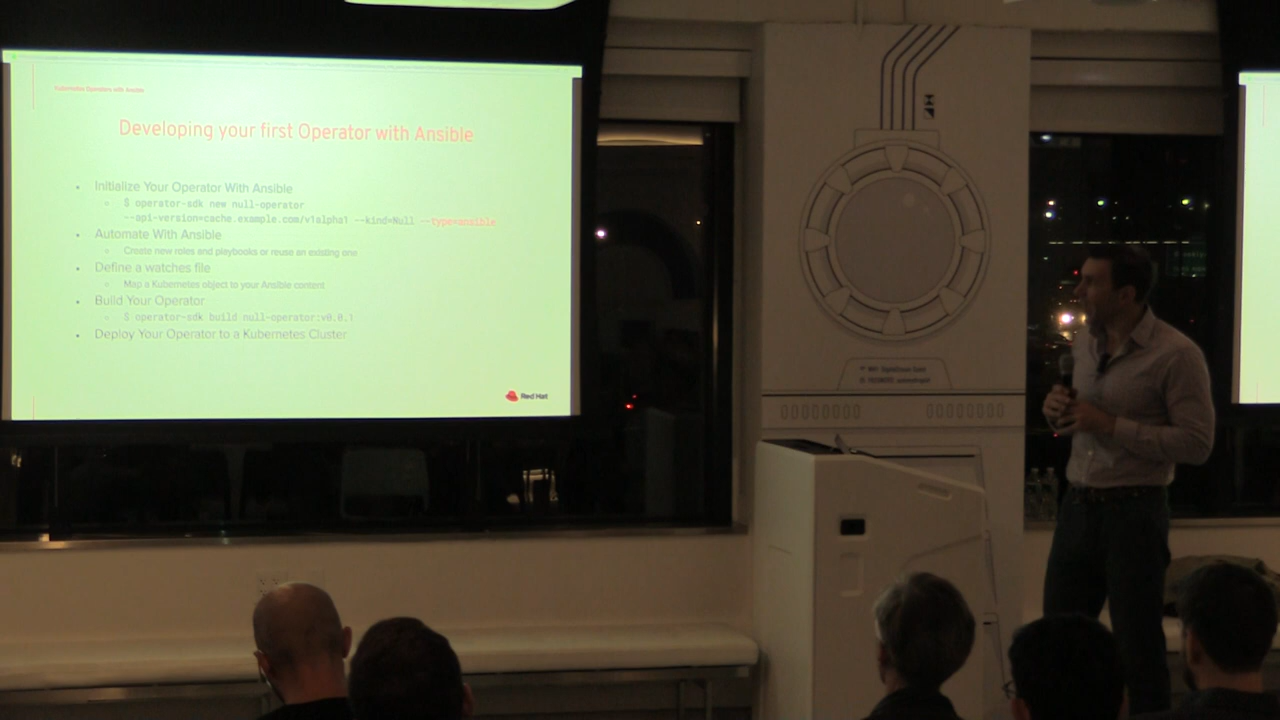 Kubernetes Operators with Ansible
Developing your first Operator with Ansible
• Initialize Your Operator With Ansible
○ $ operator-sdk new null-operator
--api-version=cache.example.com/v1alpha1 --kind=Null --type=ansible
• Automate With Ansible
○ Create new roles and playbooks or reuse an existing one
• Define a watches file
○ Map a Kubernetes object to your Ansible content
• Build Your Operator
○ $ operator-sdk build null-operator:v0.0.1
• Deploy Your Operator to a Kubernetes Cluster
Red Hat